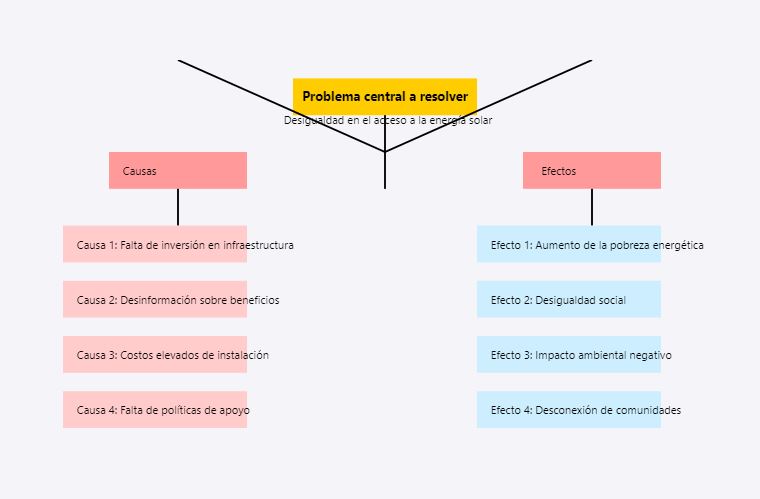 Problema central a resolver
Desigualdad en el acceso a la energía solar
Causas
Efectos
Causa 1: Falta de inversión en infraestructura
Efecto 1: Aumento de la pobreza energética
Causa 2: Desinformación sobre beneficios
Efecto 2: Desigualdad social
Causa 3: Costos elevados de instalación
Efecto 3: Impacto ambiental negativo
Causa 4: Falta de políticas de apoyo
Efecto 4: Desconexión de comunidades